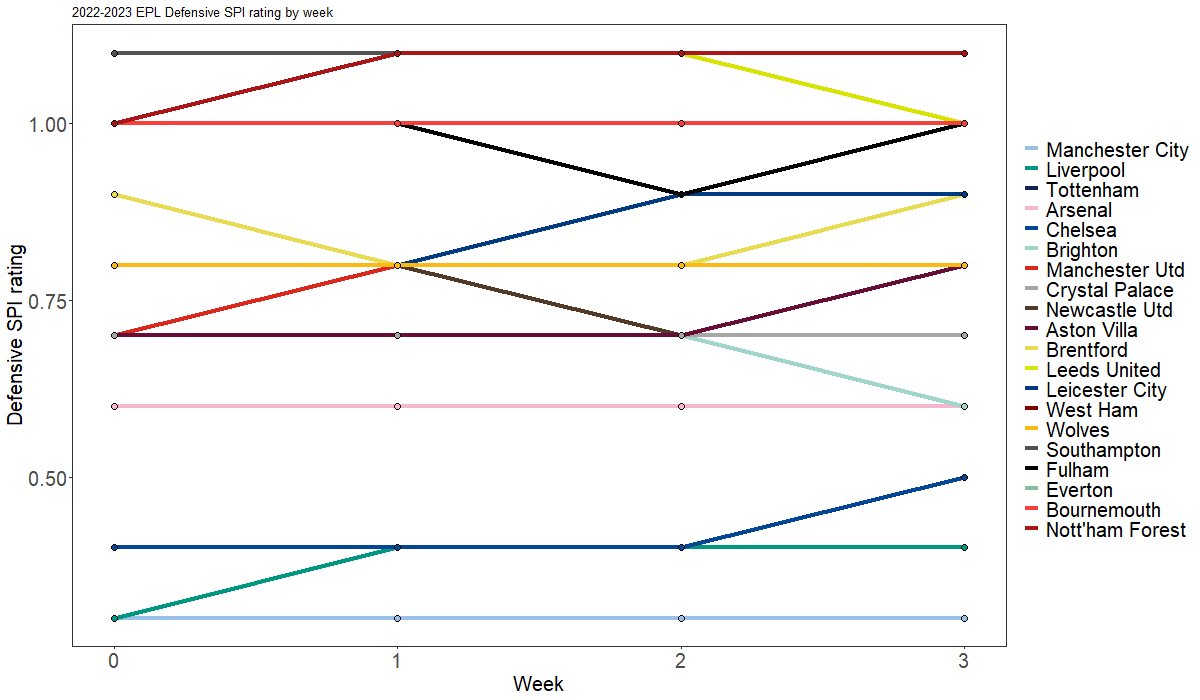 2022-2023 EPL Defensive SPI rating by week
1.00
0.75
0.50
Defensive SPI rating
0 1 2 3
Week
Manchester City
Liverpool
Tottenham
Arsenal
Chelsea
Brighton
Manchester Utd
Crystal Palace
Newcastle Utd
Aston Villa
Brentford
Leeds United
Leicester City
West Ham
Wolves
Southampton
Fulham
Everton
Bournemouth
Nott'ham Forest